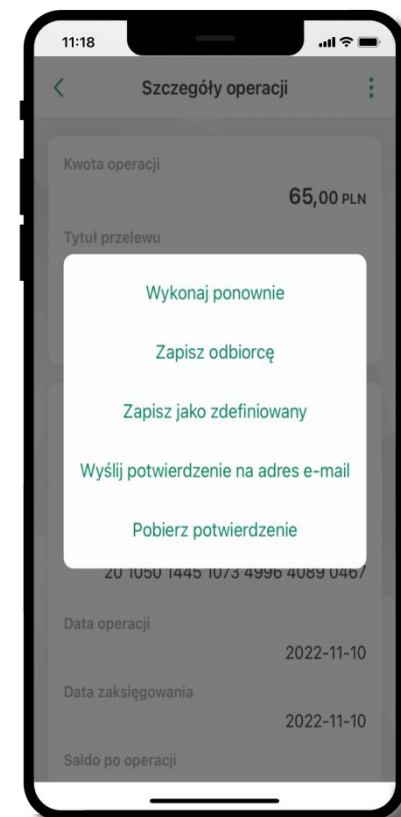 11:18
Szczegóły operacji
Kwota operacji
65,00 PLN
Tytuł przelewu
Wykonaj ponownie
Zapisz odbiorcę
Zapisz jako zdefiniowany
Wyślij potwierdzenie na adres e-mail
Pobierz potwierdzenie
20 1050 1445 1073 4996 4089 0467
Data operacji
2022-11-10
Data zaksięgowania
2022-11-10
Saldo po operacji